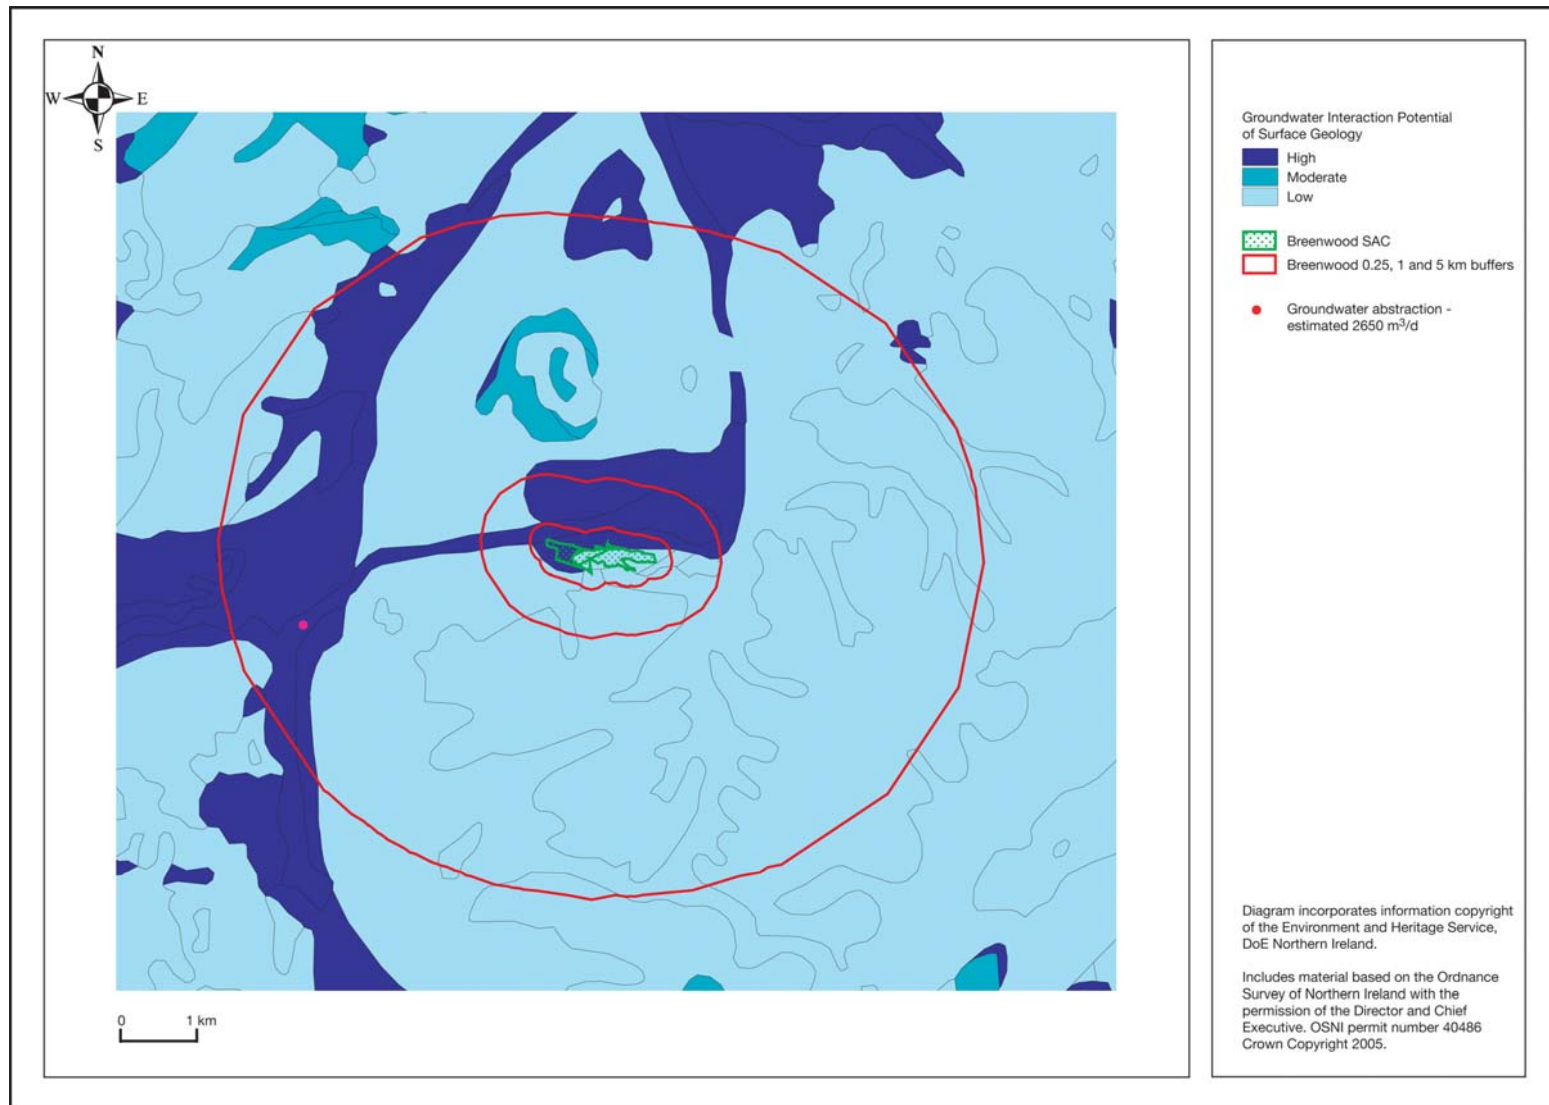 N
W E
S
0 1 km
Groundwater Interaction Potential
of Surface Geology
High
Moderate
Low
Breenwood SAC
Breenwood 0.25, 1 and 5 km buffers
Groundwater abstraction -
estimated 2650 m³/d
Diagram incorporates information copyright
of the Environment and Heritage Service,
DoE Northern Ireland.
Includes material based on the Ordnance
Survey of Northern Ireland with the
permission of the Director and Chief
Executive. OSNI permit number 40486
Crown Copyright 2005.